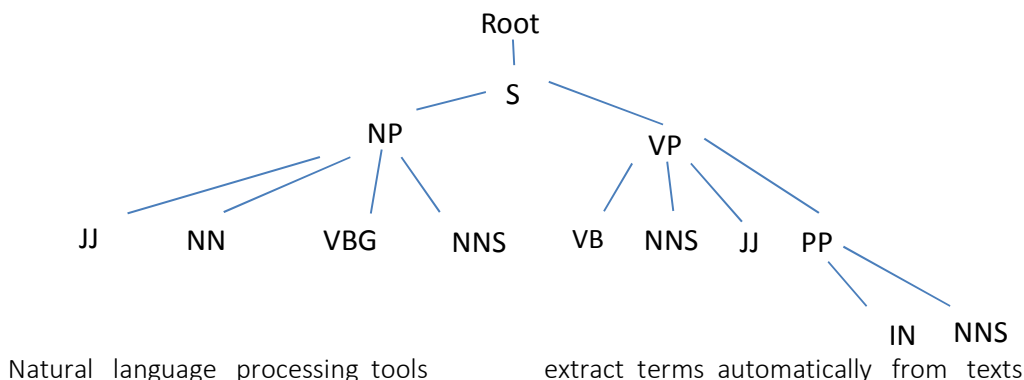 Root
S
NP VP
JJ NN VBG NNS VB NNS JJ PP
IN NNS
Natural language processing tools extract terms automatically from texts